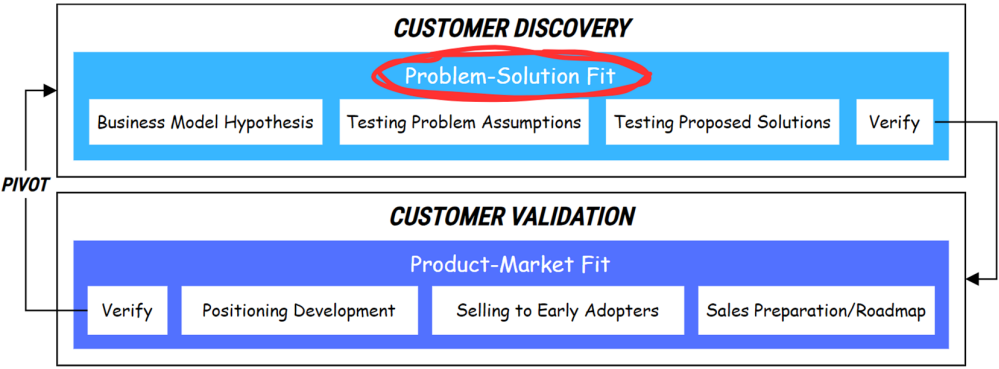 CUSTOMER DISCOVERY
Problem-Solution Fit
Business Model Hypothesis
Testing Problem Assumptions
Testing Proposed Solutions
Verify
PIVOT
CUSTOMER VALIDATION
Product-Market Fit
Verify
Positioning Development
Selling to Early Adopters
Sales Preparation/Roadmap